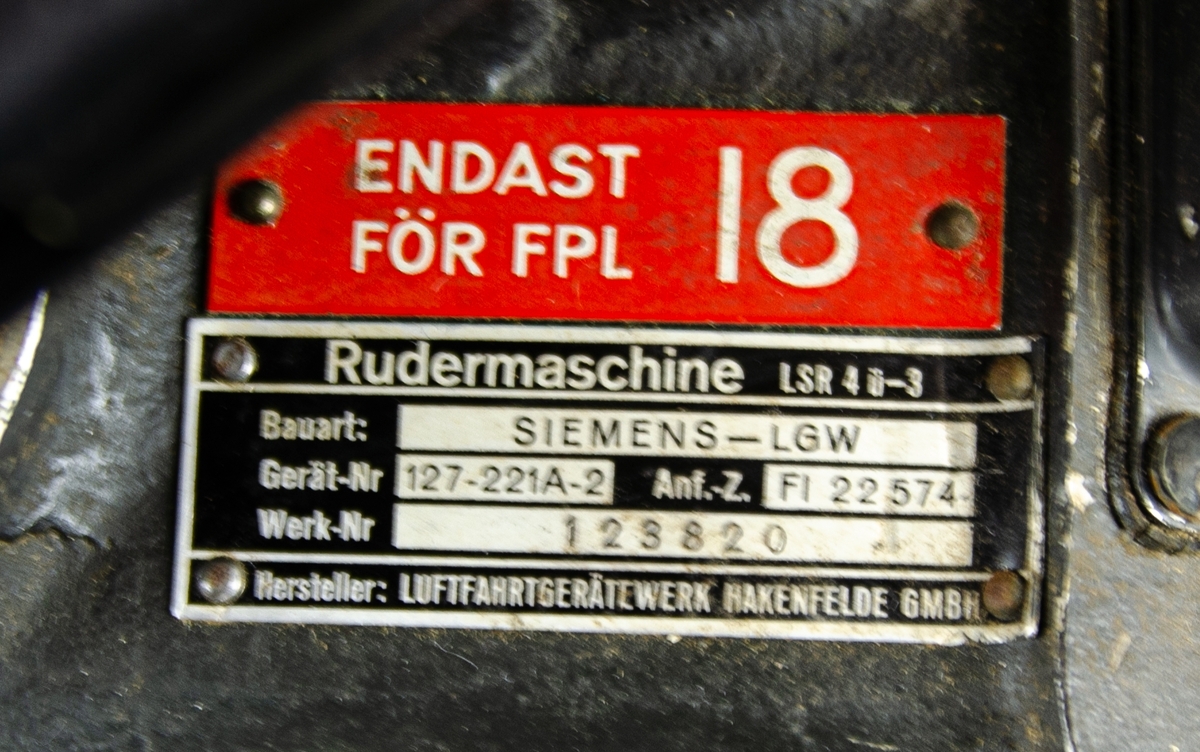 ENDAST 18
FÖR FPL
Rudermaschine LSR 4 ü-3
Bauart: SIEMENS-LGW
Gerät-Nr 127-221A-2 Anf.-Z. Fl 22574-
Werk-Nr 123820
Hersteller: LUFTFAHRTGERÄTEWERK HAKENFELDE GMBH